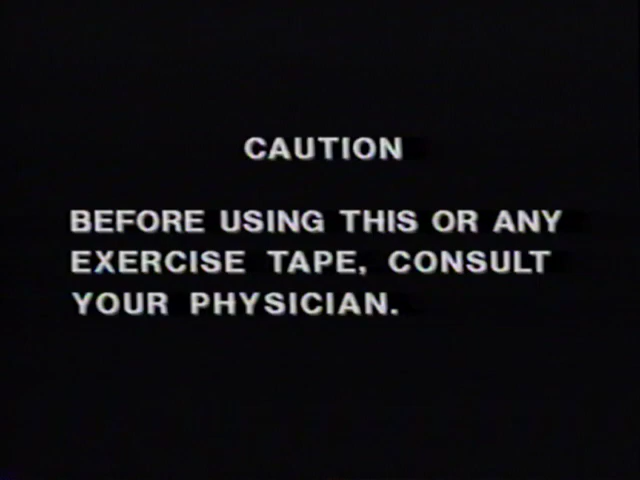 CAUTION
BEFORE USING THIS OR ANY
EXERCISE TAPE, CONSULT
YOUR PHYSICIAN.